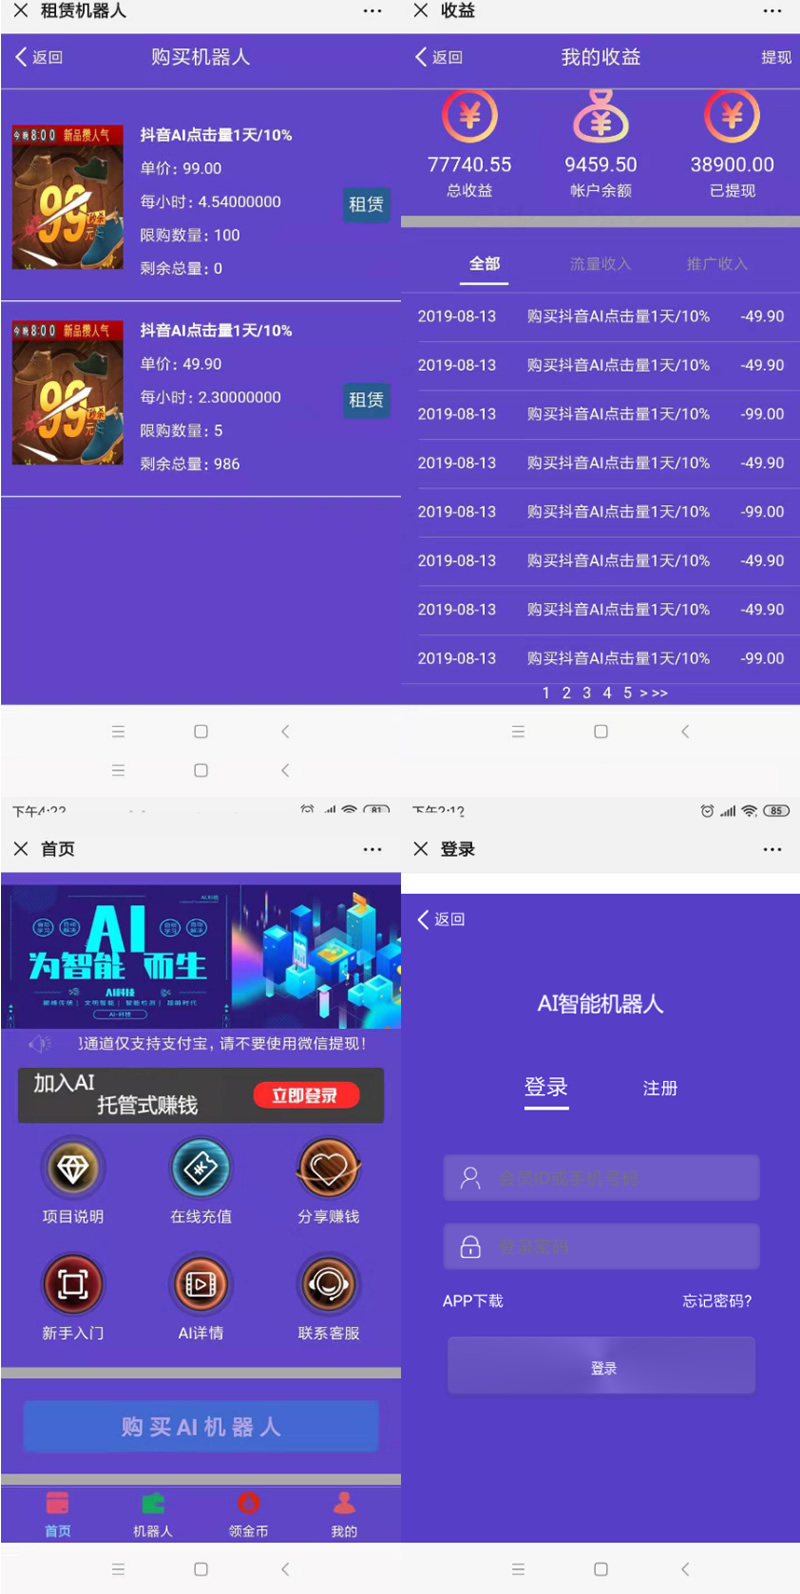 租赁机器人
返回
购买机器人
今晚8:00 新品攒人气
99元
秒杀
抖音AI点击量1天/10%
单价: 99.00
每小时: 4.54000000
限购数量: 100
剩余总量: 0
租赁
今晚8:00 新品攒人气
99元
秒杀
抖音AI点击量1天/10%
单价: 49.90
每小时: 2.30000000
限购数量: 5
剩余总量: 986
租赁
收益
返回
我的收益
提现
77740.55
9459.50
38900.00
总收益
帐户余额
已提现
全部
流量收入
推广收入
2019-08-13 购买抖音AI点击量1天/10% -49.90
2019-08-13 购买抖音AI点击量1天/10% -49.90
2019-08-13 购买抖音AI点击量1天/10% -99.00
2019-08-13 购买抖音AI点击量1天/10% -49.90
2019-08-13 购买抖音AI点击量1天/10% -99.00
2019-08-13 购买抖音AI点击量1天/10% -49.90
2019-08-13 购买抖音AI点击量1天/10% -49.90
2019-08-13 购买抖音AI点击量1天/10% -99.00
1 2 3 4 5 > >>
下午4:22
81
首页
AI
为智能 而生
AI科技
通道仅支持支付宝，请不要使用微信提现!
加入AI
托管式赚钱
立即登录
项目说明
在线充值
分享赚钱
新手入门
AI详情
联系客服
购买AI机器人
首页
机器人
领金币
我的
下午2:12
85
登录
返回
AI智能机器人
登录
注册
会员ID或手机号码
登录密码
APP下载
忘记密码?
登录